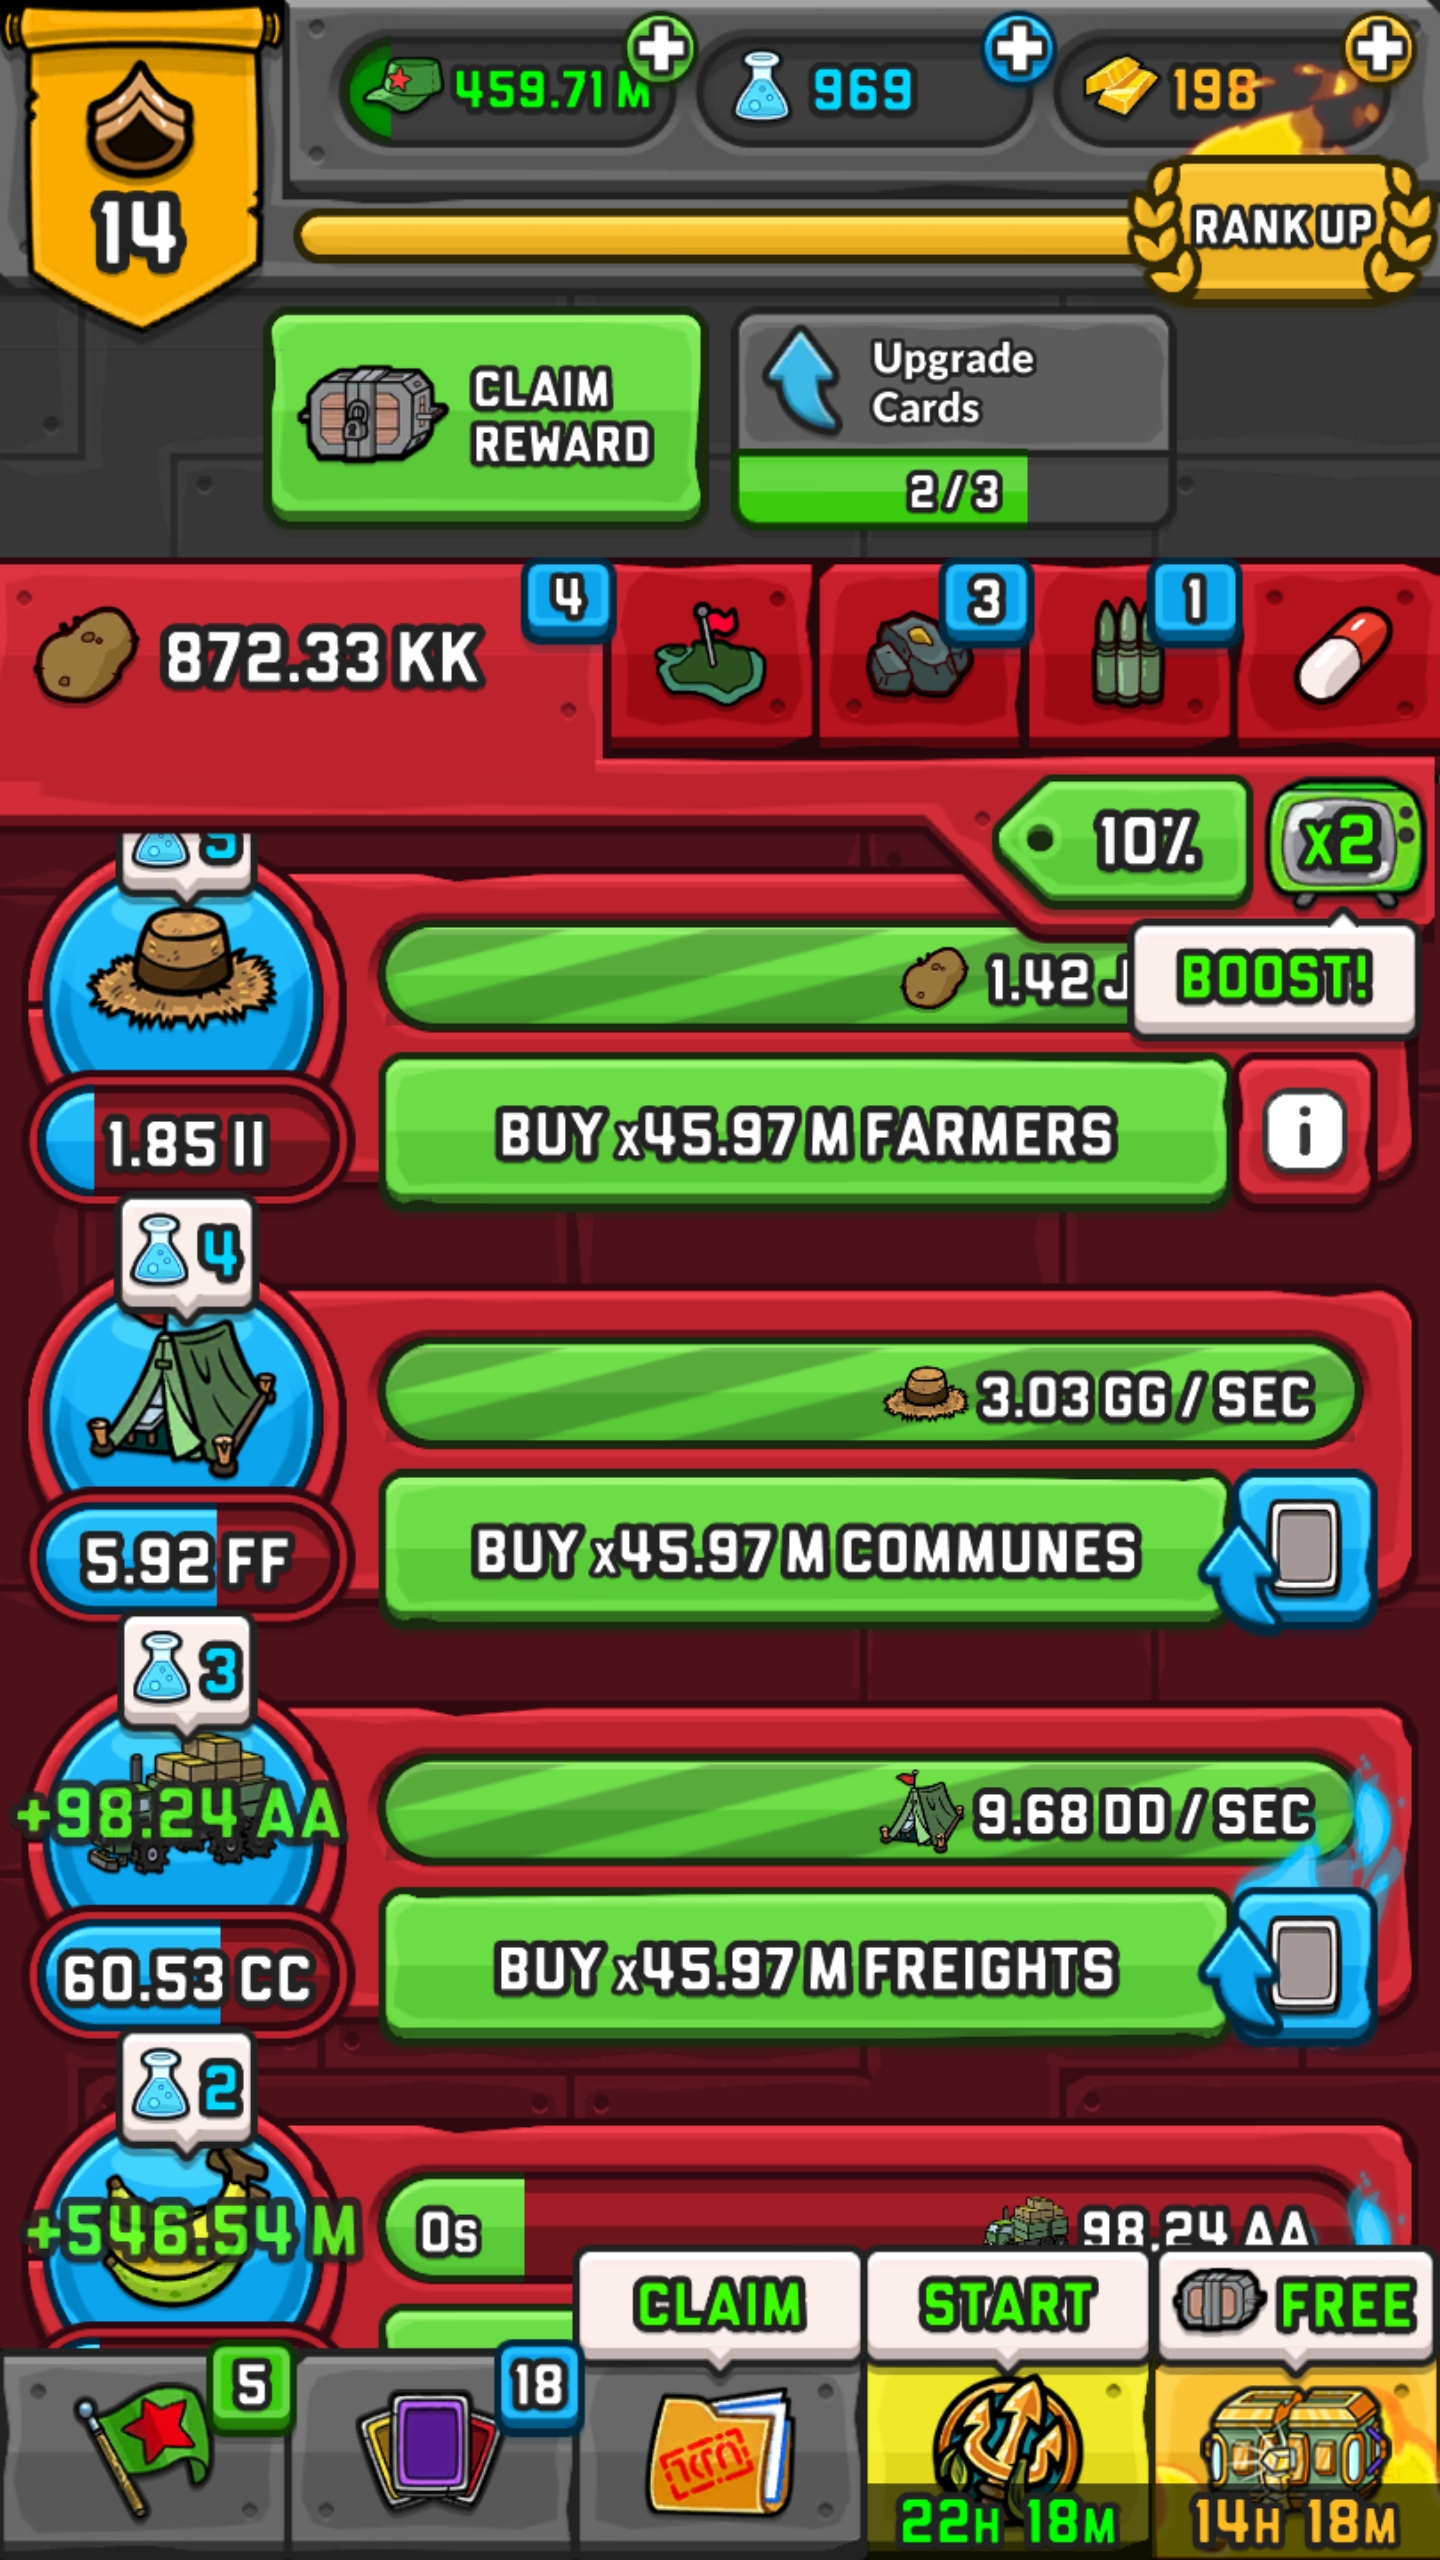 459.71 M
969
198
14
RANK UP
CLAIM
REWARD
Upgrade
Cards
2/3
872.33 KK
4
3
1
10%
x2
BOOST!
1.42 J
1.85 II
BUY x45.97 M FARMERS
i
4
3.03 GG / SEC
5.92 FF
BUY x45.97 M COMMUNES
3
+98.24 AA
9.68 DD / SEC
60.53 CC
BUY x45.97 M FREIGHTS
2
+546.54 M
0s
98.24 AA
CLAIM
START
FREE
5
18
22H 18M
14H 18M